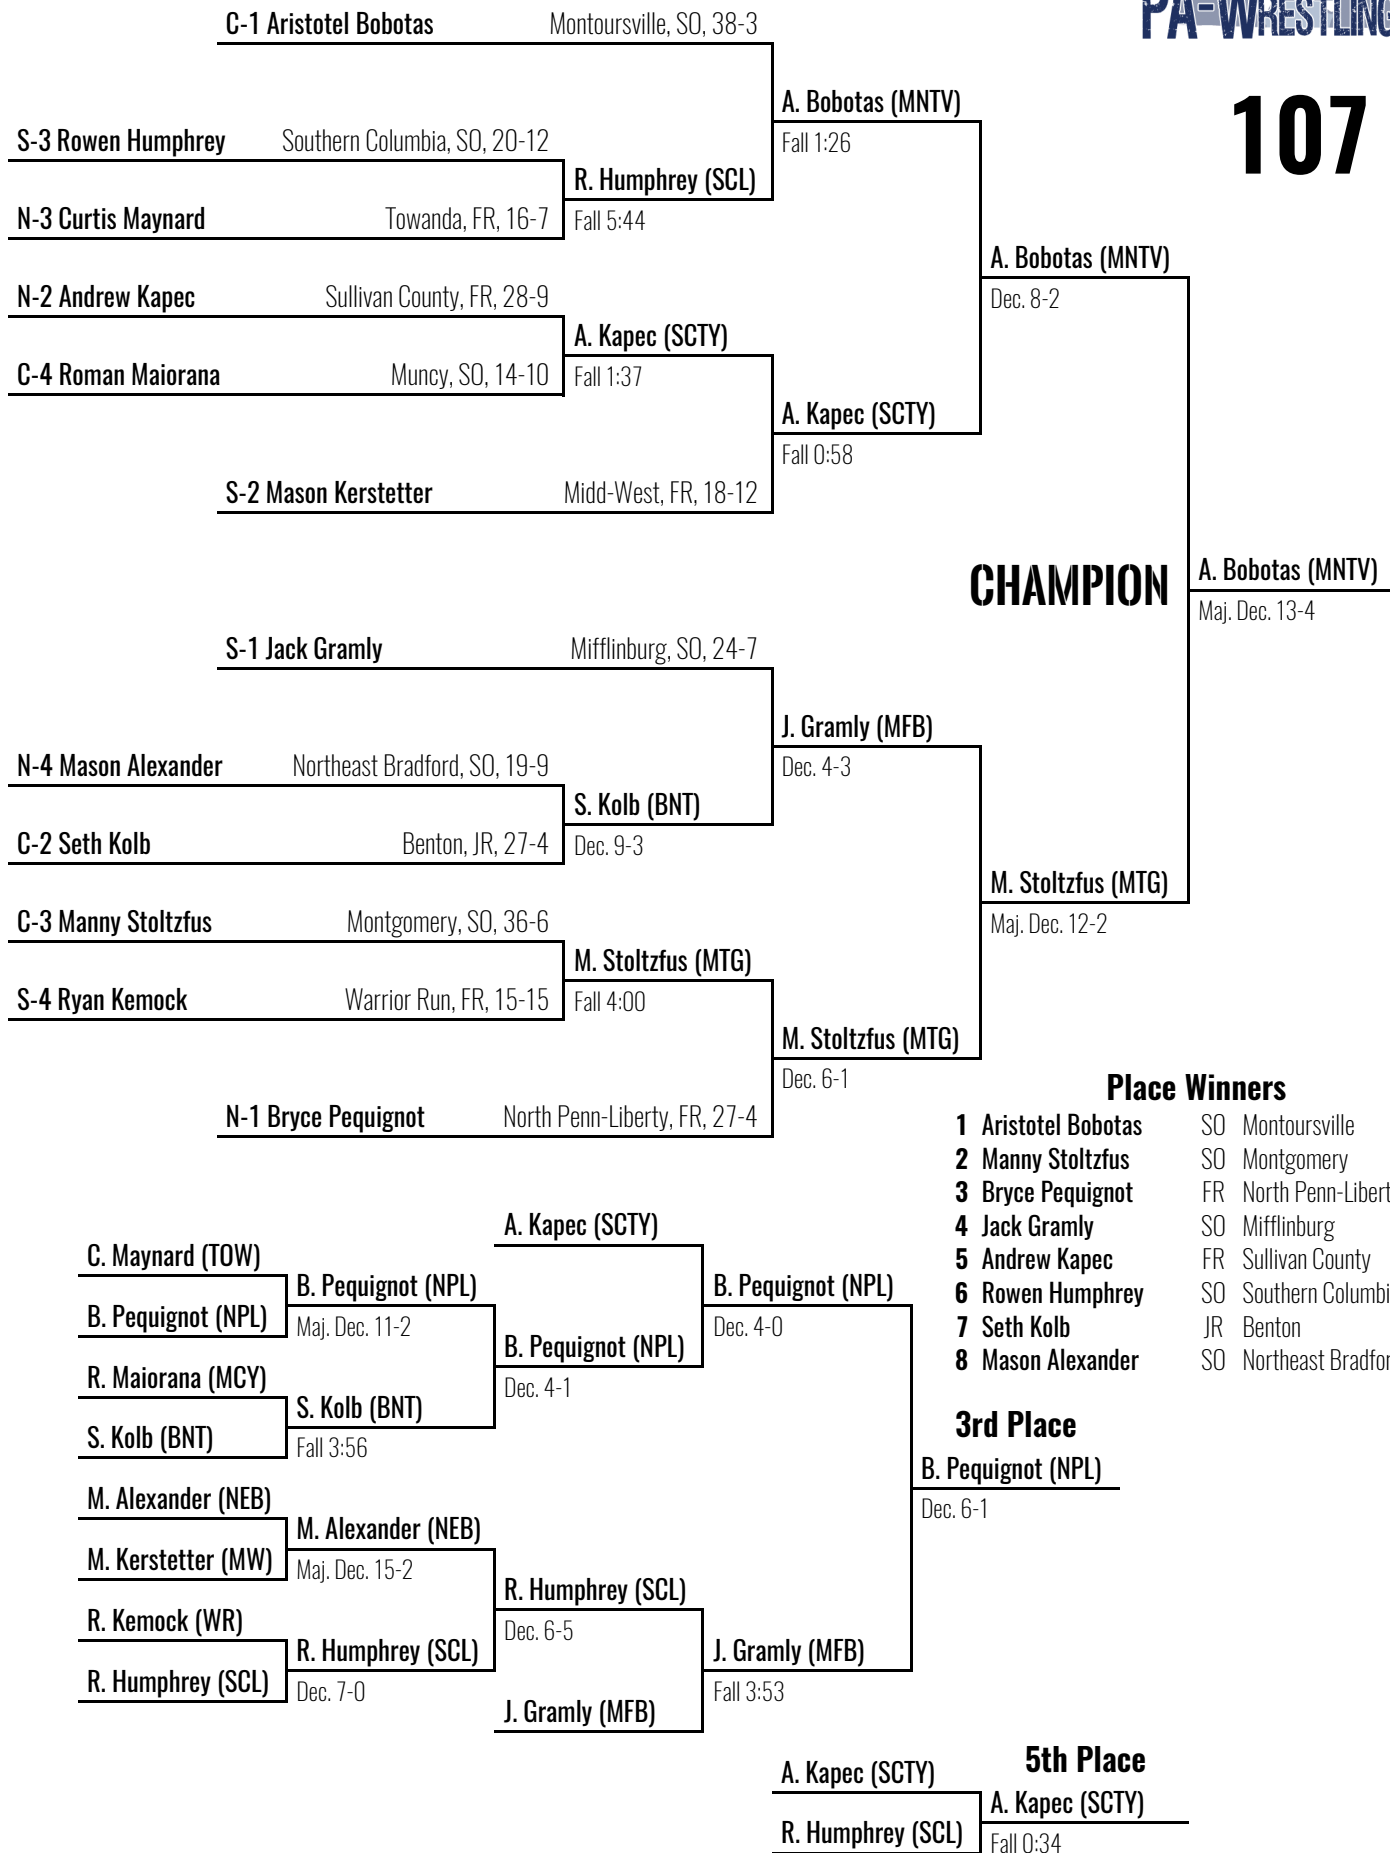 PA-WRESTLING
107
C-1 Aristotel Bobotas Montoursville, SO, 38-3
A. Bobotas (MNTV)
Fall 1:26
S-3 Rowen Humphrey Southern Columbia, SO, 20-12
R. Humphrey (SCL)
Fall 5:44
N-3 Curtis Maynard Towanda, FR, 16-7
A. Bobotas (MNTV)
Dec. 8-2
N-2 Andrew Kapec Sullivan County, FR, 28-9
A. Kapec (SCTY)
Fall 1:37
C-4 Roman Maiorana Muncy, SO, 14-10
A. Kapec (SCTY)
Fall 0:58
S-2 Mason Kerstetter Midd-West, FR, 18-12
CHAMPION
A. Bobotas (MNTV)
Maj. Dec. 13-4
S-1 Jack Gramly Mifflinburg, SO, 24-7
J. Gramly (MFB)
Dec. 4-3
N-4 Mason Alexander Northeast Bradford, SO, 19-9
S. Kolb (BNT)
Dec. 9-3
C-2 Seth Kolb Benton, JR, 27-4
M. Stoltzfus (MTG)
Maj. Dec. 12-2
C-3 Manny Stoltzfus Montgomery, SO, 36-6
M. Stoltzfus (MTG)
Fall 4:00
S-4 Ryan Kemock Warrior Run, FR, 15-15
M. Stoltzfus (MTG)
Dec. 6-1
N-1 Bryce Pequignot North Penn-Liberty, FR, 27-4
Place Winners
1 Aristotel Bobotas SO Montoursville
2 Manny Stoltzfus SO Montgomery
3 Bryce Pequignot FR North Penn-Libert
4 Jack Gramly SO Mifflinburg
5 Andrew Kapec FR Sullivan County
6 Rowen Humphrey SO Southern Columbi
7 Seth Kolb JR Benton
8 Mason Alexander SO Northeast Bradfor
A. Kapec (SCTY)
C. Maynard (TOW)
B. Pequignot (NPL)
Maj. Dec. 11-2
B. Pequignot (NPL)
B. Pequignot (NPL)
Dec. 4-0
B. Pequignot (NPL)
Dec. 4-1
R. Maiorana (MCY)
S. Kolb (BNT)
Fall 3:56
S. Kolb (BNT)
3rd Place
B. Pequignot (NPL)
Dec. 6-1
M. Alexander (NEB)
M. Alexander (NEB)
Maj. Dec. 15-2
M. Kerstetter (MW)
R. Humphrey (SCL)
Dec. 6-5
R. Kemock (WR)
R. Humphrey (SCL)
Dec. 7-0
R. Humphrey (SCL)
J. Gramly (MFB)
Fall 3:53
J. Gramly (MFB)
5th Place
A. Kapec (SCTY)
A. Kapec (SCTY)
Fall 0:34
R. Humphrey (SCL)